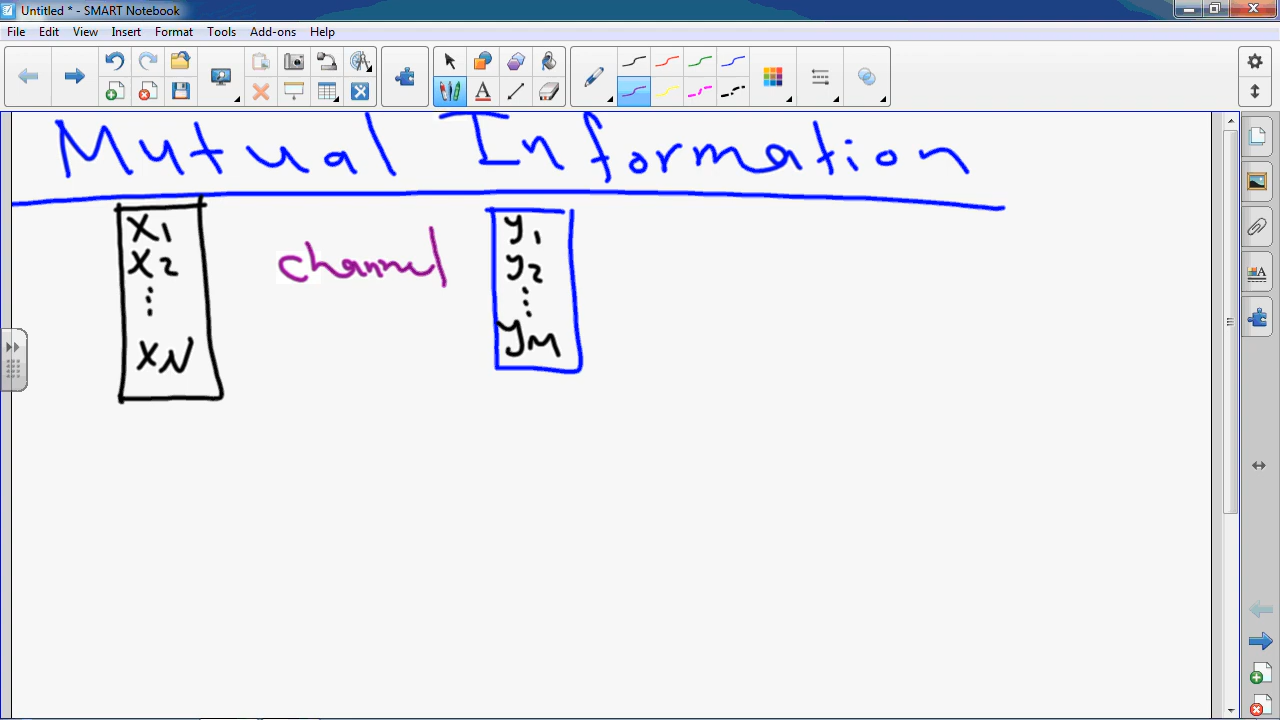 Untitled * - SMART Notebook
File Edit View Insert Format Tools Add-ons Help
Mutual Information
x1 y1
x2 channel y2
⋮ ⋮
xN yM